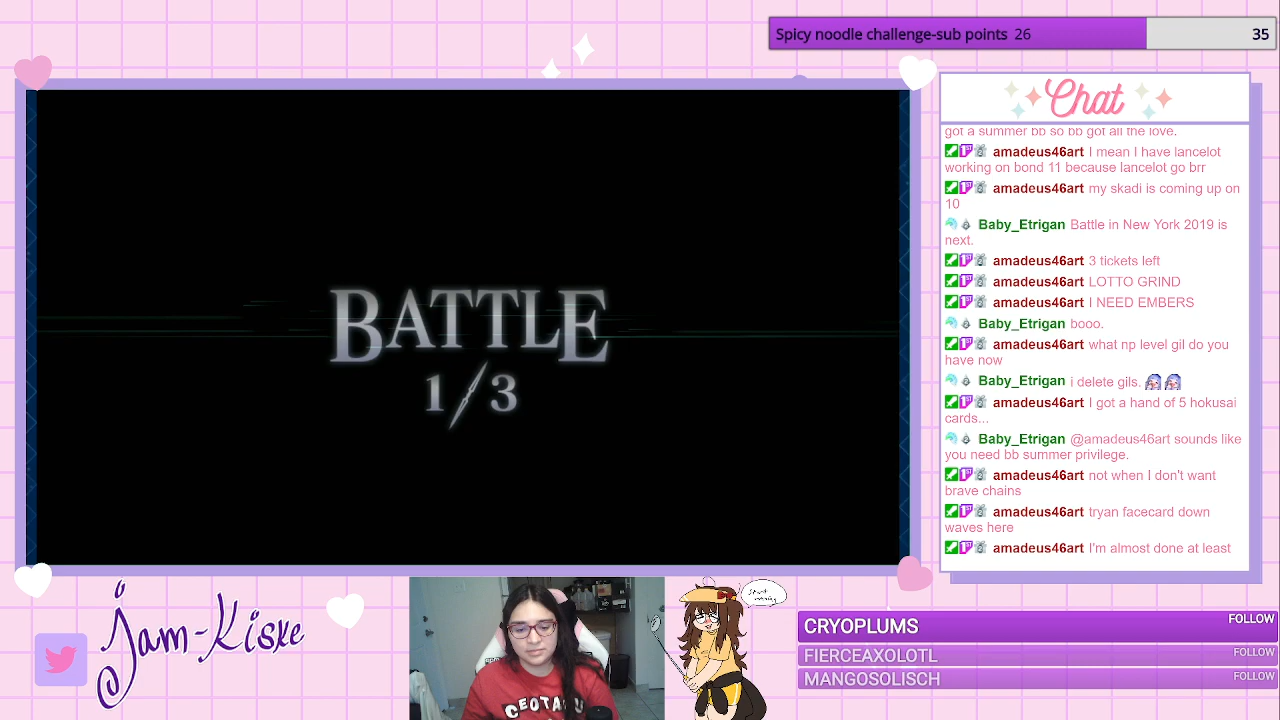 Spicy noodle challenge-sub points 26
35
Chat
got a summer bb so bb got all the love.
amadeus46art I mean I have lancelot
working on bond 11 because lancelot go brr
amadeus46art my skadi is coming up on
10
Baby_Etrigan Battle in New York 2019 is
next.
amadeus46art 3 tickets left
amadeus46art LOTTO GRIND
amadeus46art I NEED EMBERS
Baby_Etrigan booo.
amadeus46art what np level gil do you
have now
Baby_Etrigan i delete gils.
amadeus46art I got a hand of 5 hokusai
cards...
Baby_Etrigan @amadeus46art sounds like
you need bb summer privilege.
amadeus46art not when I don't want
brave chains
amadeus46art tryan facecard down
waves here
amadeus46art I'm almost done at least
BATTLE
1/3
@Jam-Kiske
CRYOPLUMS
FOLLOW
FIERCEAXOLOTL
FOLLOW
MANGOSOLISCH
FOLLOW